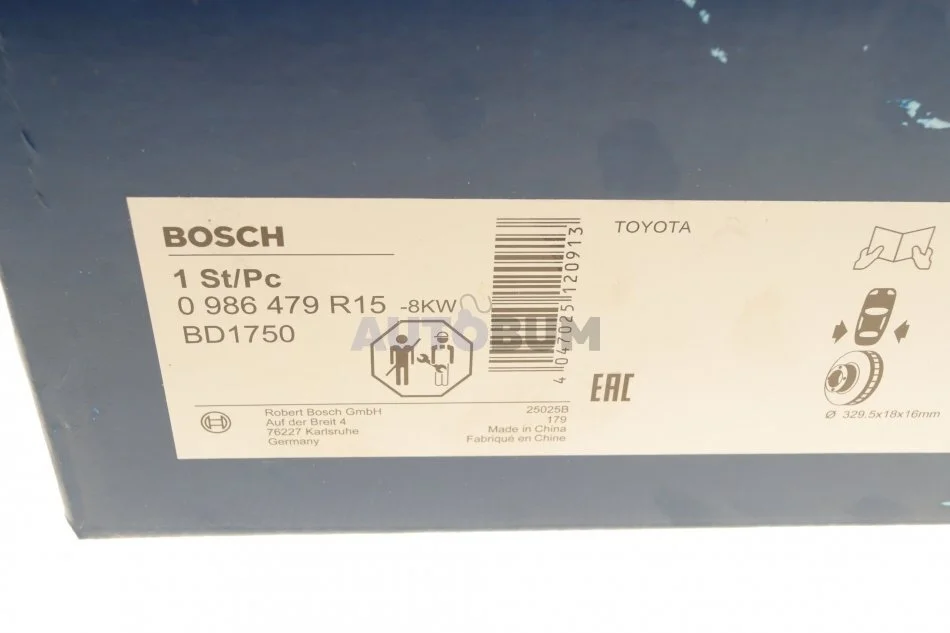 BOSCH
1 St/Pc
0 986 479 R15 -8KW
BD1750
AUTOBUM
4 047025 120913
TOYOTA
EAC
Robert Bosch GmbH
Auf der Breit 4
76227 Karlsruhe
Germany
25025B
179
Made in China
Fabriqué en Chine
Ø 329.5x18x16mm